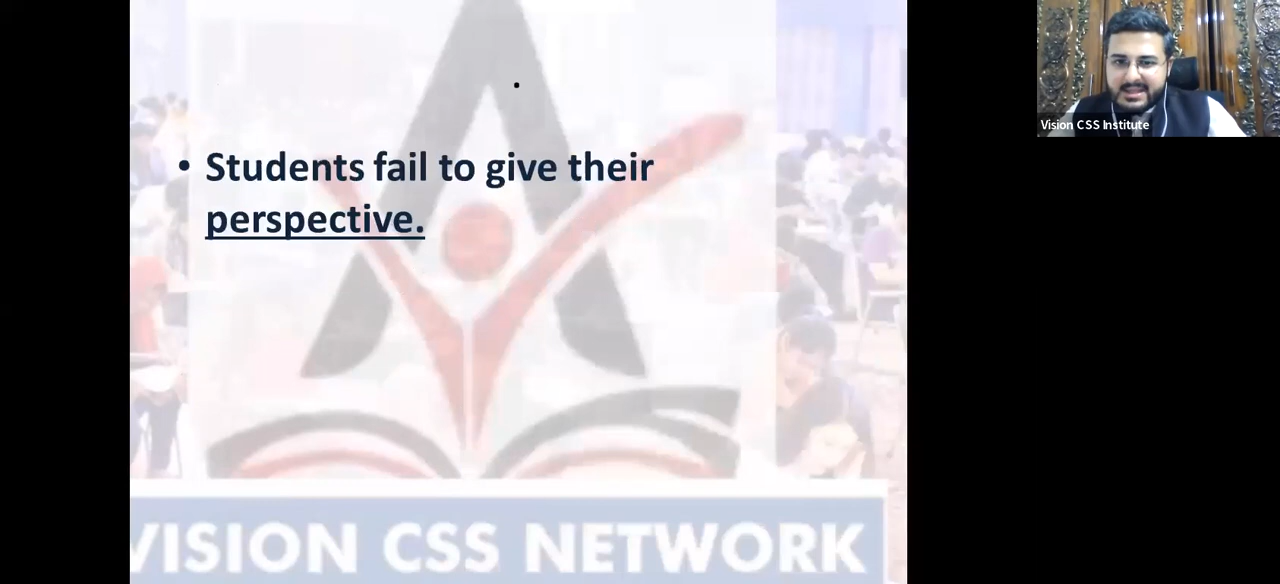 • Students fail to give their
perspective.
VISION CSS NETWORK
Vision CSS Institute